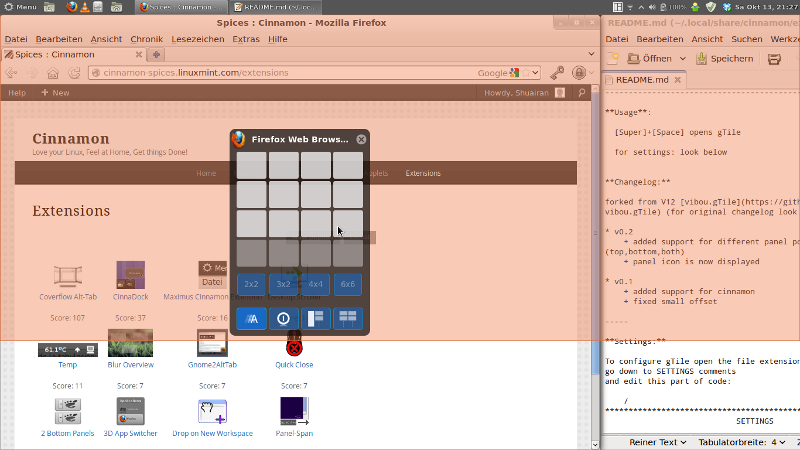 Menu
Spices : Cinnamon -...
README.md (~/.loc...
100%
Sa Okt 13, 21:27
Spices : Cinnamon - Mozilla Firefox
Datei Bearbeiten Ansicht Chronik Lesezeichen Extras Hilfe
Spices : Cinnamon
cinnamon-spices.linuxmint.com/extensions
Google
Help + New
Howdy, Shuairan
Cinnamon
Love your Linux, Feel at Home, Get things Done!
Home
plets
Extensions
Extensions
Coverflow Alt-Tab
CinnaDock
Maximus Cinnamon
Me
Datei
Score: 107
Score: 37
Score: 16
61.1°C
Temp
Blur Overview
Gnome2AltTab
Quick Close
Score: 11
Score: 7
Score: 7
Score: 7
2 Bottom Panels
3D App Switcher
Drop on New Workspace
Panel-Span
Firefox Web Brows...
2x2 3x2 4x4 6x6
README.md (~/.local/share/cinnamon/e
Datei Bearbeiten Ansicht Suchen Werkze
Öffnen
Speichern
README.md
**Usage**:
[Super]+[Space] opens gTile
for settings: look below
**Changelog:**
forked from V12 [vibou.gTile](https://gith
vibou.gTile) (for original changelog look
* v0.2
+ added support for different panel po
(top,bottom,both)
+ panel icon is now displayed
* v0.1
+ added support for cinnamon
+ fixed small offset
-----
**Settings:**
To configure gTile open the file extension
go down to SETTINGS comments
and edit this part of code:
/
*****************************************
SETTINGS
Reiner Text Tabulatorbreite: 4